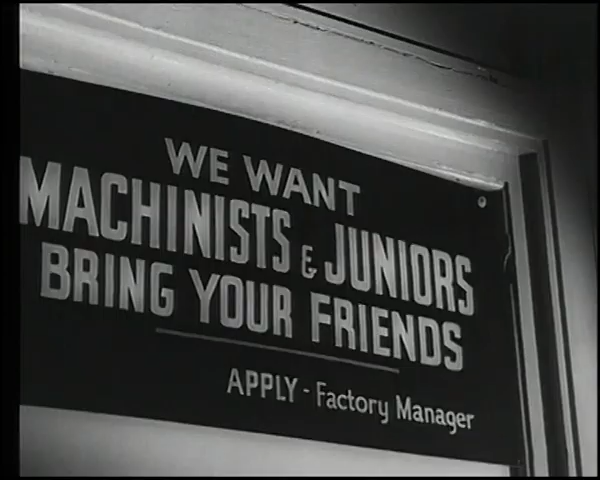 WE WANT
MACHINISTS & JUNIORS
BRING YOUR FRIENDS
APPLY - Factory Manager